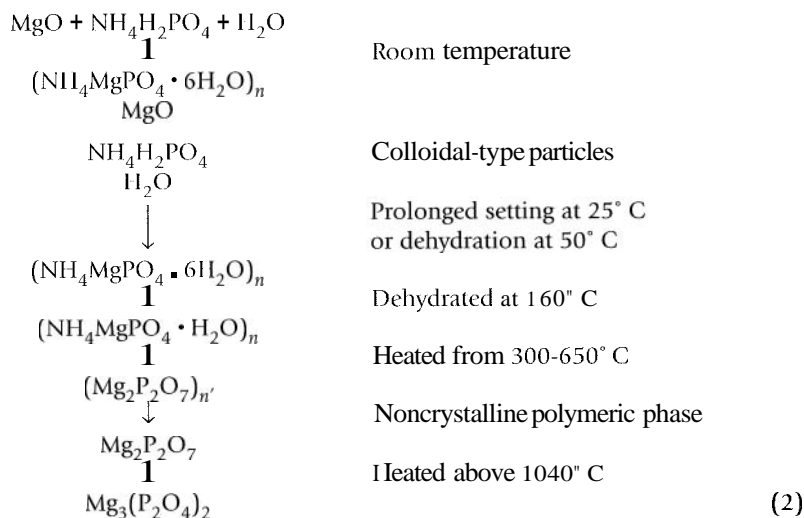 MgO + NH₄H₂PO₄ + H₂O
1 Room temperature
(NII₄MgPO₄ • 6H₂O)ₙ
MgO
NH₄H₂PO₄ Colloidal-type particles
H₂O
↓ Prolonged setting at 25° C
or dehydration at 50° C
(NH₄MgPO₄ ▪ 6H₂O)ₙ
1 Dehydrated at 160" C
(NH₄MgPO₄ • H₂O)ₙ
1 Heated from 300-650° C
(Mg₂P₂O₇)ₙ′
↓ Noncrystalline polymeric phase
Mg₂P₂O₇
1 IIeated above 1040" C
Mg₃(P₂O₄)₂ (2)